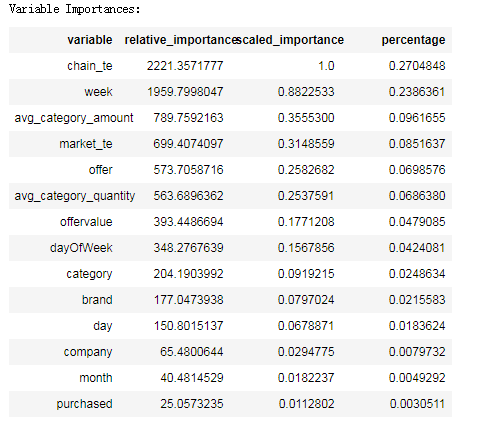 Variable Importances:
variable relative_importance scaled_importance percentage
chain_te 2221.3571777 1.0 0.2704848
week 1959.7998047 0.8822533 0.2386361
avg_category_amount 789.7592163 0.3555300 0.0961655
market_te 699.4074097 0.3148559 0.0851637
offer 573.7058716 0.2582682 0.0698576
avg_category_quantity 563.6896362 0.2537591 0.0686380
offervalue 393.4486694 0.1771208 0.0479085
dayOfWeek 348.2767639 0.1567856 0.0424081
category 204.1903992 0.0919215 0.0248634
brand 177.0473938 0.0797024 0.0215583
day 150.8015137 0.0678871 0.0183624
company 65.4800644 0.0294775 0.0079732
month 40.4814529 0.0182237 0.0049292
purchased 25.0573235 0.0112802 0.0030511